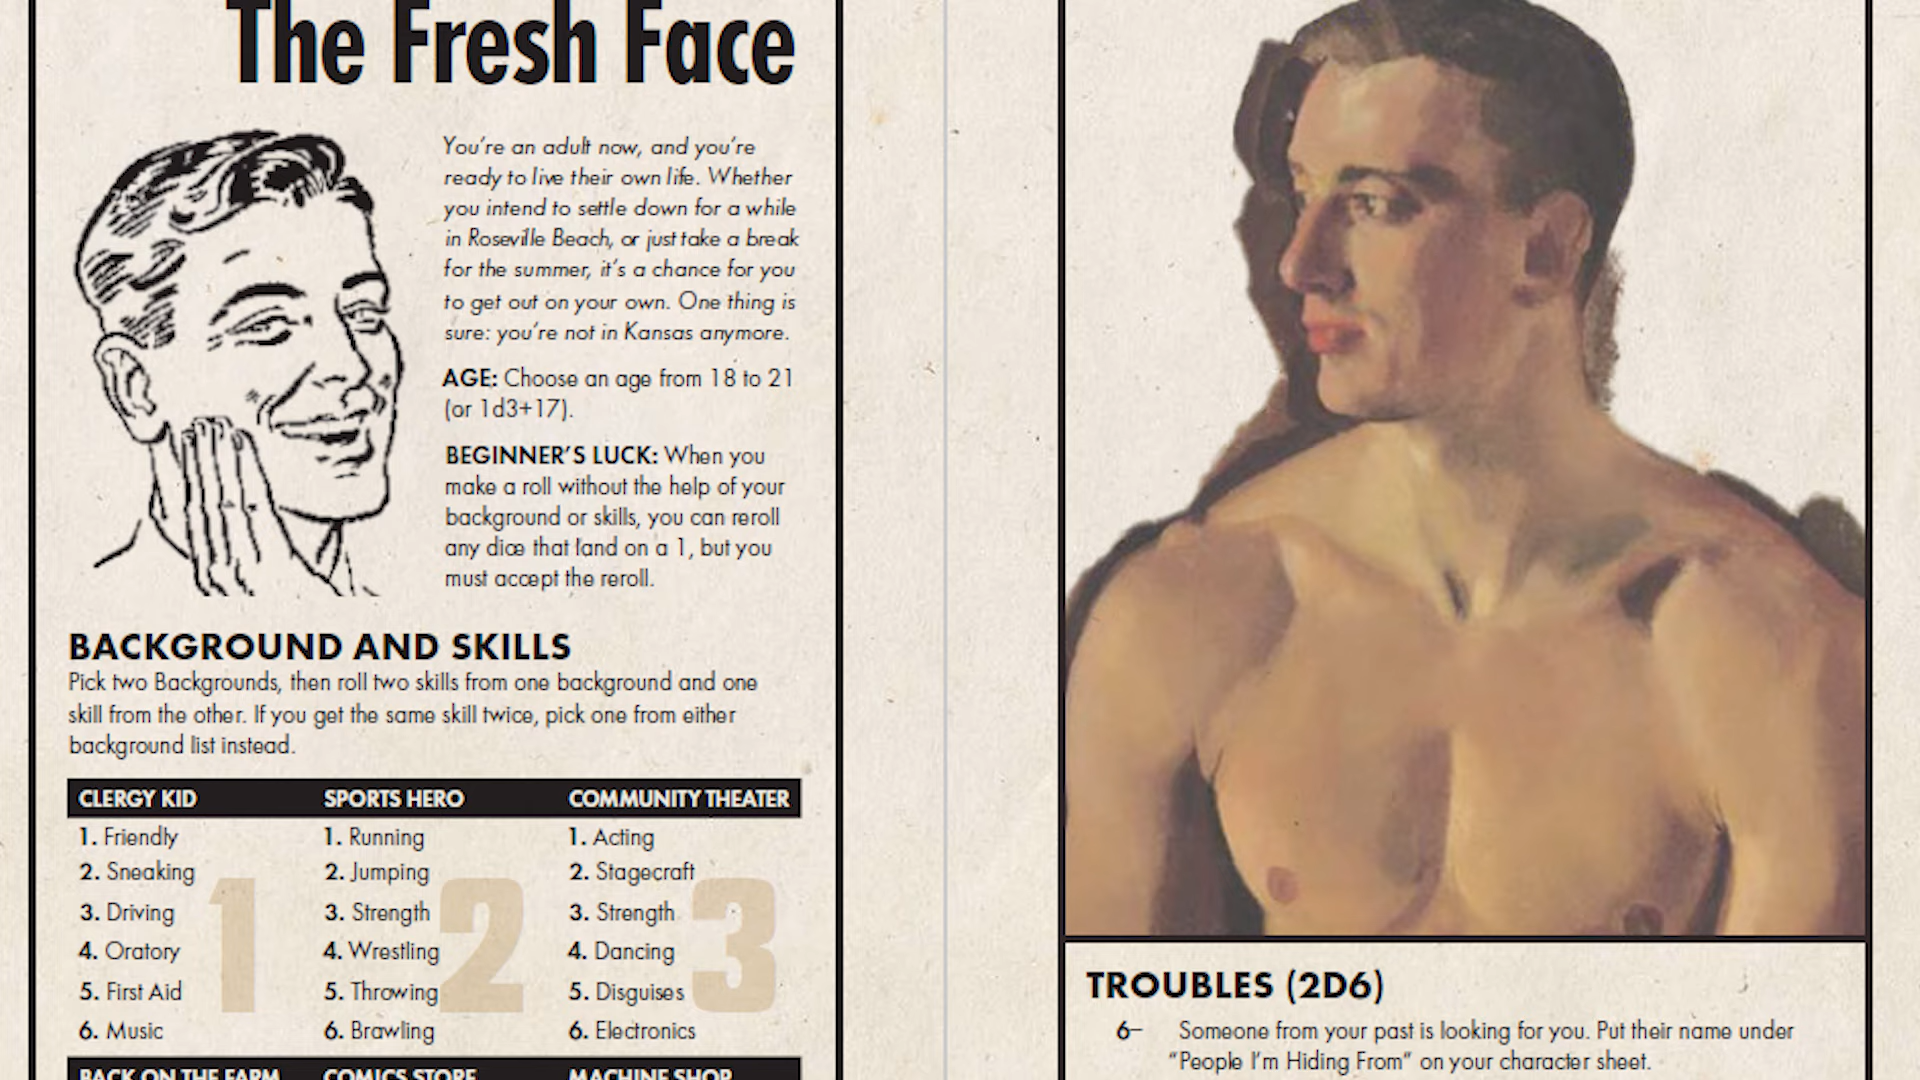 The Fresh Face
You're an adult now, and you're
ready to live their own life. Whether
you intend to settle down for a while
in Roseville Beach, or just take a break
for the summer, it's a chance for you
to get out on your own. One thing is
sure: you're not in Kansas anymore.
AGE: Choose an age from 18 to 21
(or 1d3+17).
BEGINNER'S LUCK: When you
make a roll without the help of your
background or skills, you can reroll
any dice that land on a 1, but you
must accept the reroll.
BACKGROUND AND SKILLS
Pick two Backgrounds, then roll two skills from one background and one
skill from the other. If you get the same skill twice, pick one from either
background list instead.
CLERGY KID
1. Friendly
2. Sneaking
3. Driving
4. Oratory
5. First Aid
6. Music
1
SPORTS HERO
1. Running
2. Jumping
3. Strength
4. Wrestling
5. Throwing
6. Brawling
2
COMMUNITY THEATER
1. Acting
2. Stagecraft
3. Strength
4. Dancing
5. Disguises
6. Electronics
3
BACK ON THE FARM
COMICS STORE
MACHINE SHOP
TROUBLES (2D6)
6– Someone from your past is looking for you. Put their name under
"People I'm Hiding From" on your character sheet.